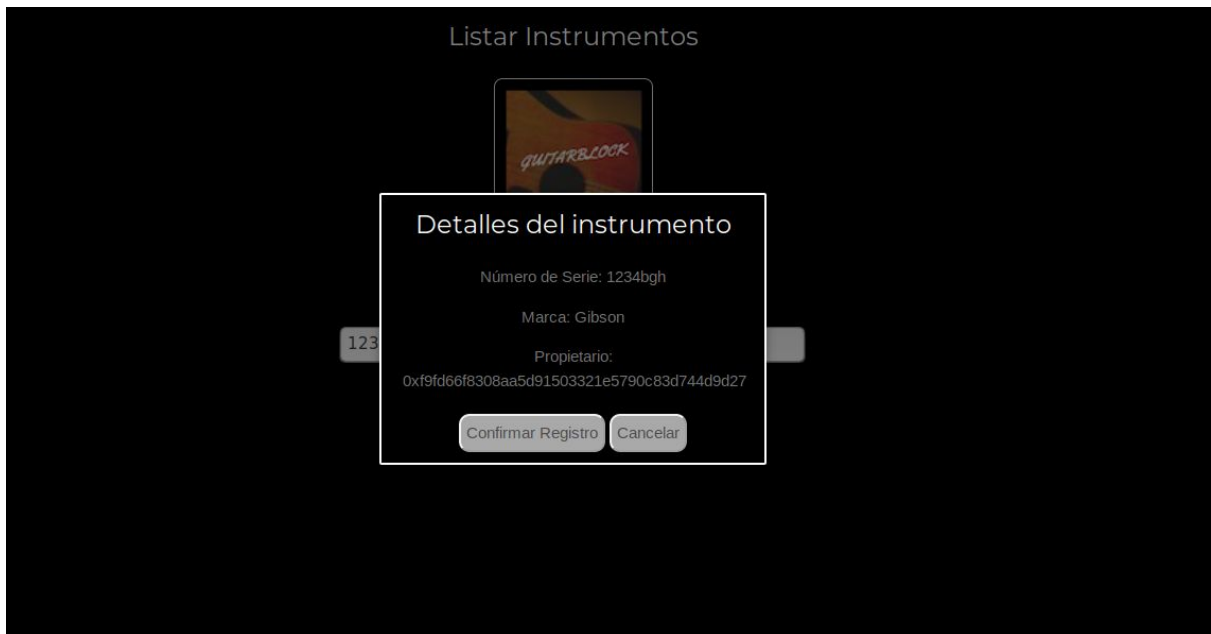 Listar Instrumentos
GUITARBLOCK
Detalles del instrumento
Número de Serie: 1234bgh
Marca: Gibson
123
Propietario:
0xf9fd66f8308aa5d91503321e5790c83d744d9d27
Confirmar Registro Cancelar